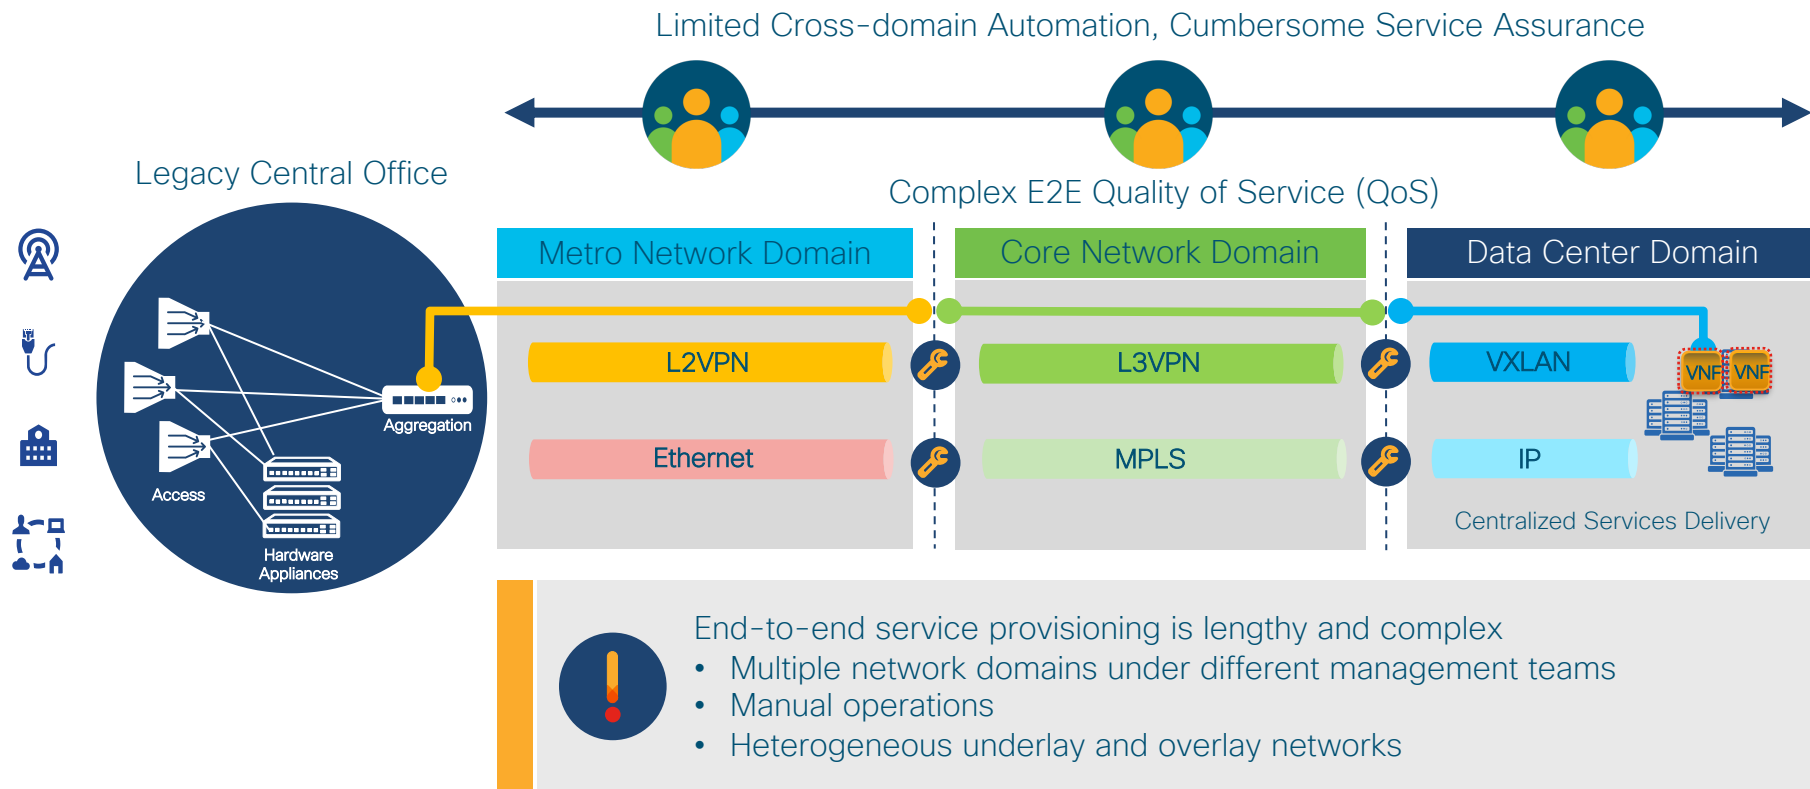 Limited Cross-domain Automation, Cumbersome Service Assurance
Legacy Central Office
Complex E2E Quality of Service (QoS)
Metro Network Domain
Core Network Domain
Data Center Domain
L2VPN
L3VPN
VXLAN
VNF
VNF
Aggregation
Ethernet
MPLS
IP
Access
Centralized Services Delivery
Hardware
Appliances
End-to-end service provisioning is lengthy and complex
• Multiple network domains under different management teams
• Manual operations
• Heterogeneous underlay and overlay networks